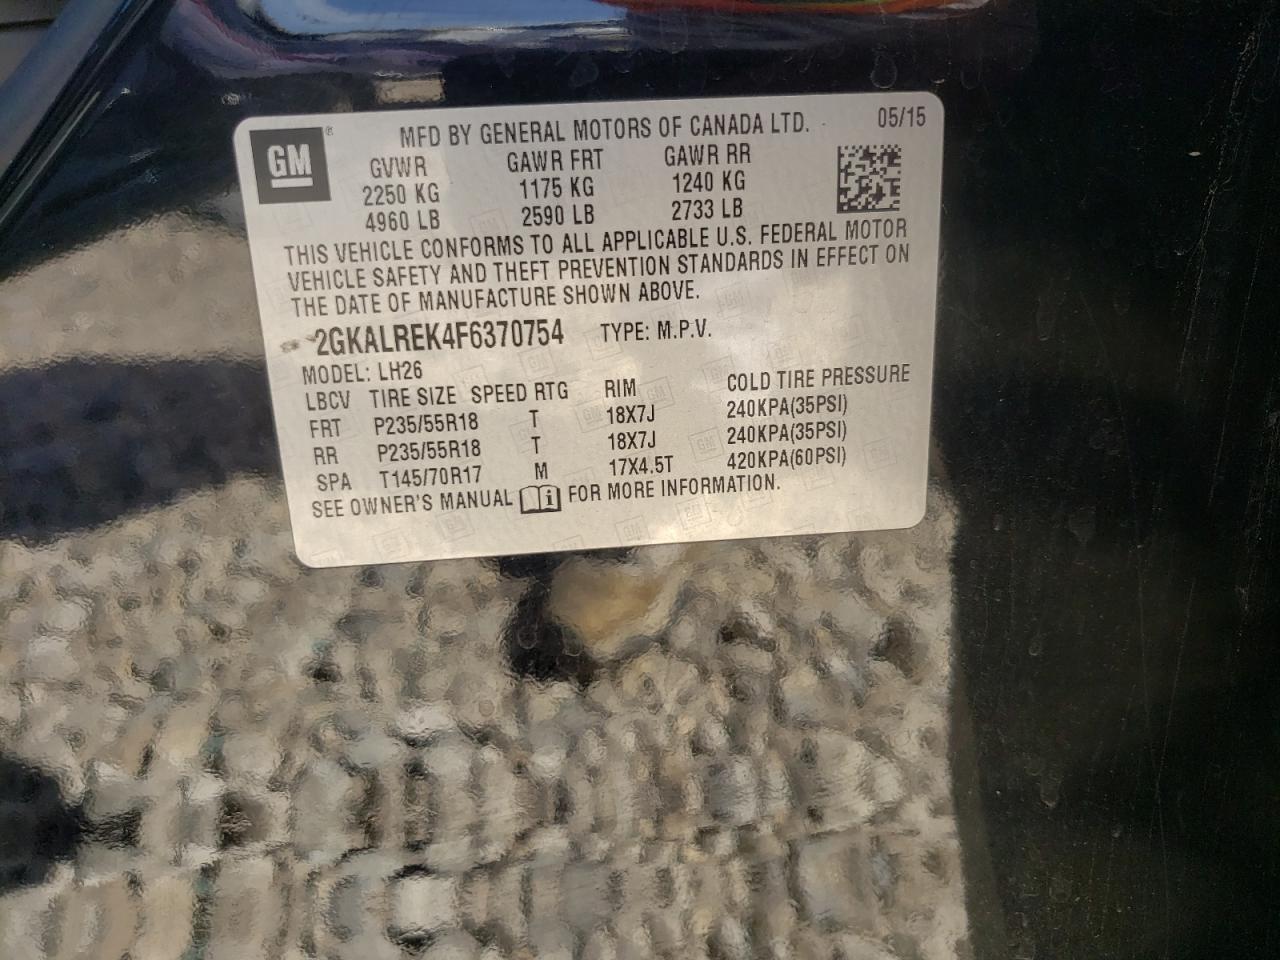 GM ®
MFD BY GENERAL MOTORS OF CANADA LTD. 05/15
GVWR GAWR FRT GAWR RR
2250 KG 1175 KG 1240 KG
4960 LB 2590 LB 2733 LB
THIS VEHICLE CONFORMS TO ALL APPLICABLE U.S. FEDERAL MOTOR
VEHICLE SAFETY AND THEFT PREVENTION STANDARDS IN EFFECT ON
THE DATE OF MANUFACTURE SHOWN ABOVE.
2GKALREK4F6370754 TYPE: M.P.V.
MODEL: LH26
LBCV TIRE SIZE SPEED RTG RIM COLD TIRE PRESSURE
FRT P235/55R18 T 18X7J 240KPA(35PSI)
RR P235/55R18 T 18X7J 240KPA(35PSI)
SPA T145/70R17 M 17X4.5T 420KPA(60PSI)
SEE OWNER'S MANUAL i FOR MORE INFORMATION.